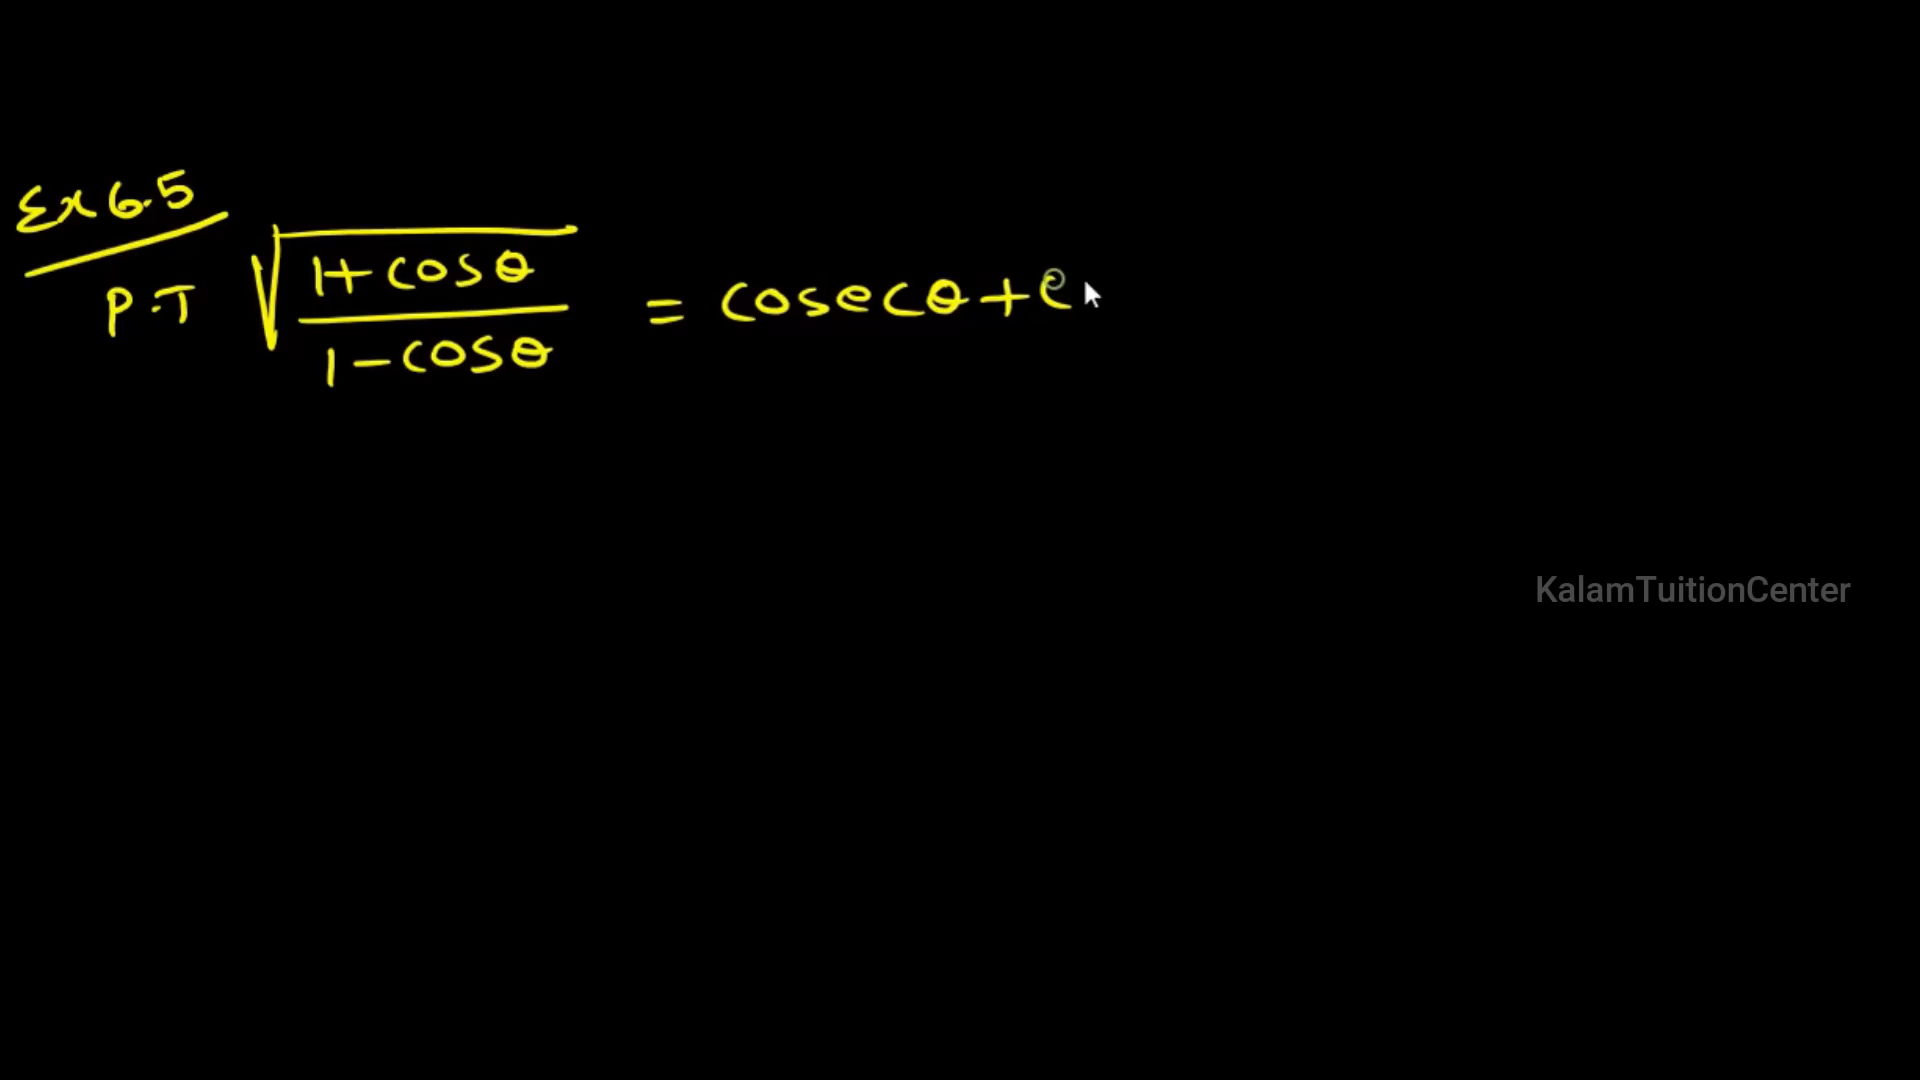 Ex 6.5
P.T √(1+cosθ / 1-cosθ) = cosecθ + c
KalamTuitionCenter